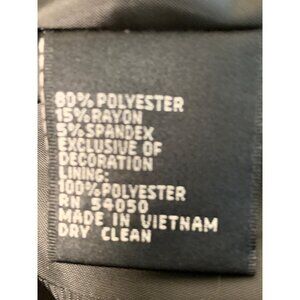 80% POLYESTER
15% RAYON
5% SPANDEX
EXCLUSIVE OF
DECORATION
LINING:
100% POLYESTER
RN 54050
MADE IN VIETNAM
DRY CLEAN